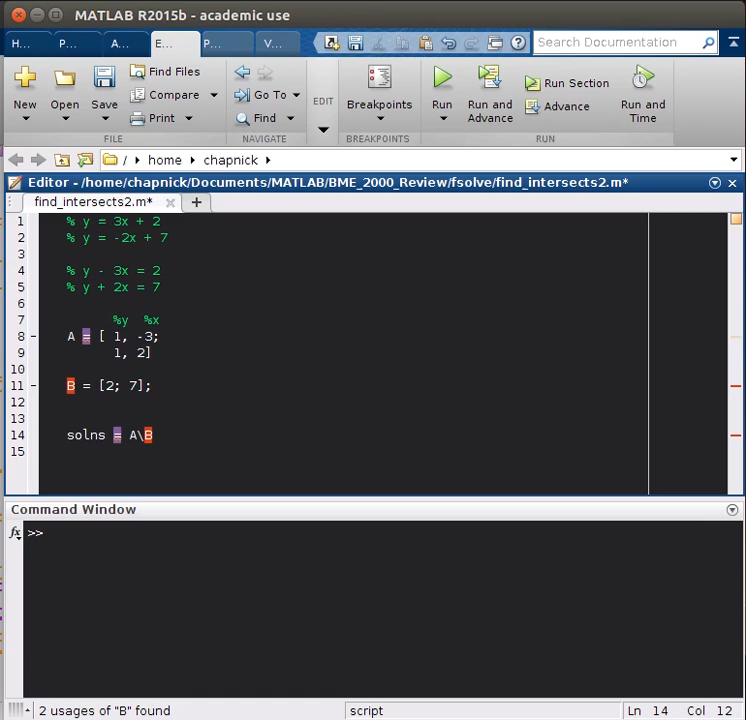 MATLAB R2015b - academic use
H... P... A... E... P... V... Search Documentation
New Open Save Find Files Compare Print
FILE
Go To Find
NAVIGATE
EDIT
Breakpoints
BREAKPOINTS
Run Run and Advance Run Section Advance Run and Time
RUN
/ home chapnick
Editor - /home/chapnick/Documents/MATLAB/BME_2000_Review/fsolve/find_intersects2.m*
find_intersects2.m* × +
1 % y = 3x + 2
2 % y = -2x + 7
3
4 % y - 3x = 2
5 % y + 2x = 7
6
7 %y %x
8 - A = [ 1, -3;
9 1, 2]
10
11 - B = [2; 7];
12
13
14 solns = A\B
15
Command Window
fx >>
2 usages of "B" found script Ln 14 Col 12